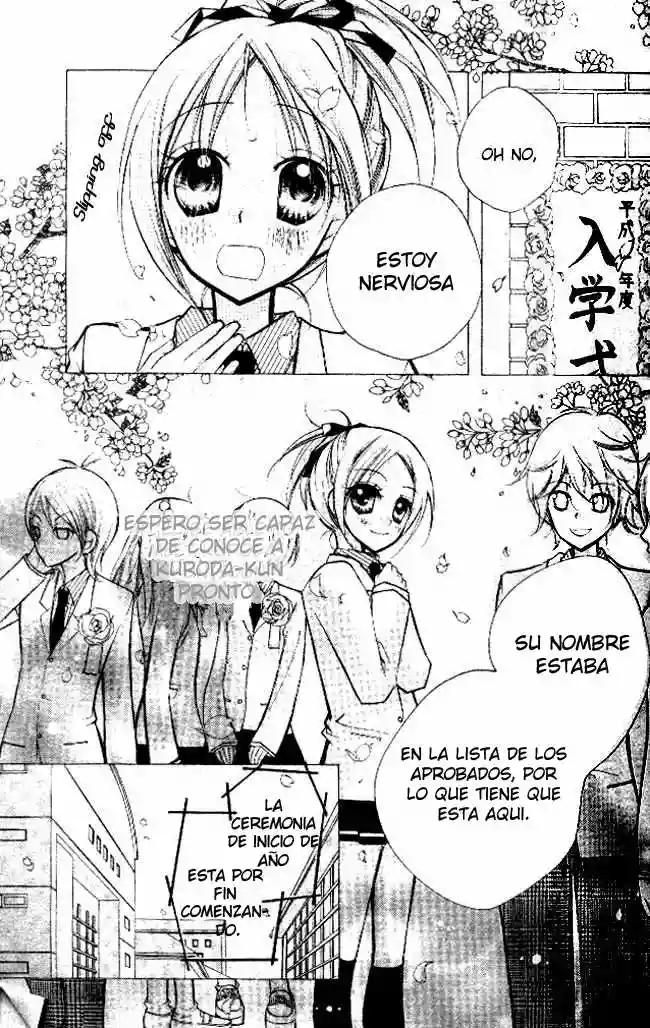 OH NO,
平成 年度
入学式
Slipping off
ESTOY
NERVIOSA
ESPERO SER CAPAZ
DE CONOCE A
KURODA-KUN
PRONTO
SU NOMBRE
ESTABA
EN LA LISTA DE LOS
APROBADOS, POR
LO QUE TIENE QUE
ESTA AQUI.
LA
CEREMONIA
DE INICIO DE
AÑO
ESTA POR
FIN
COMENZAN-
DO.